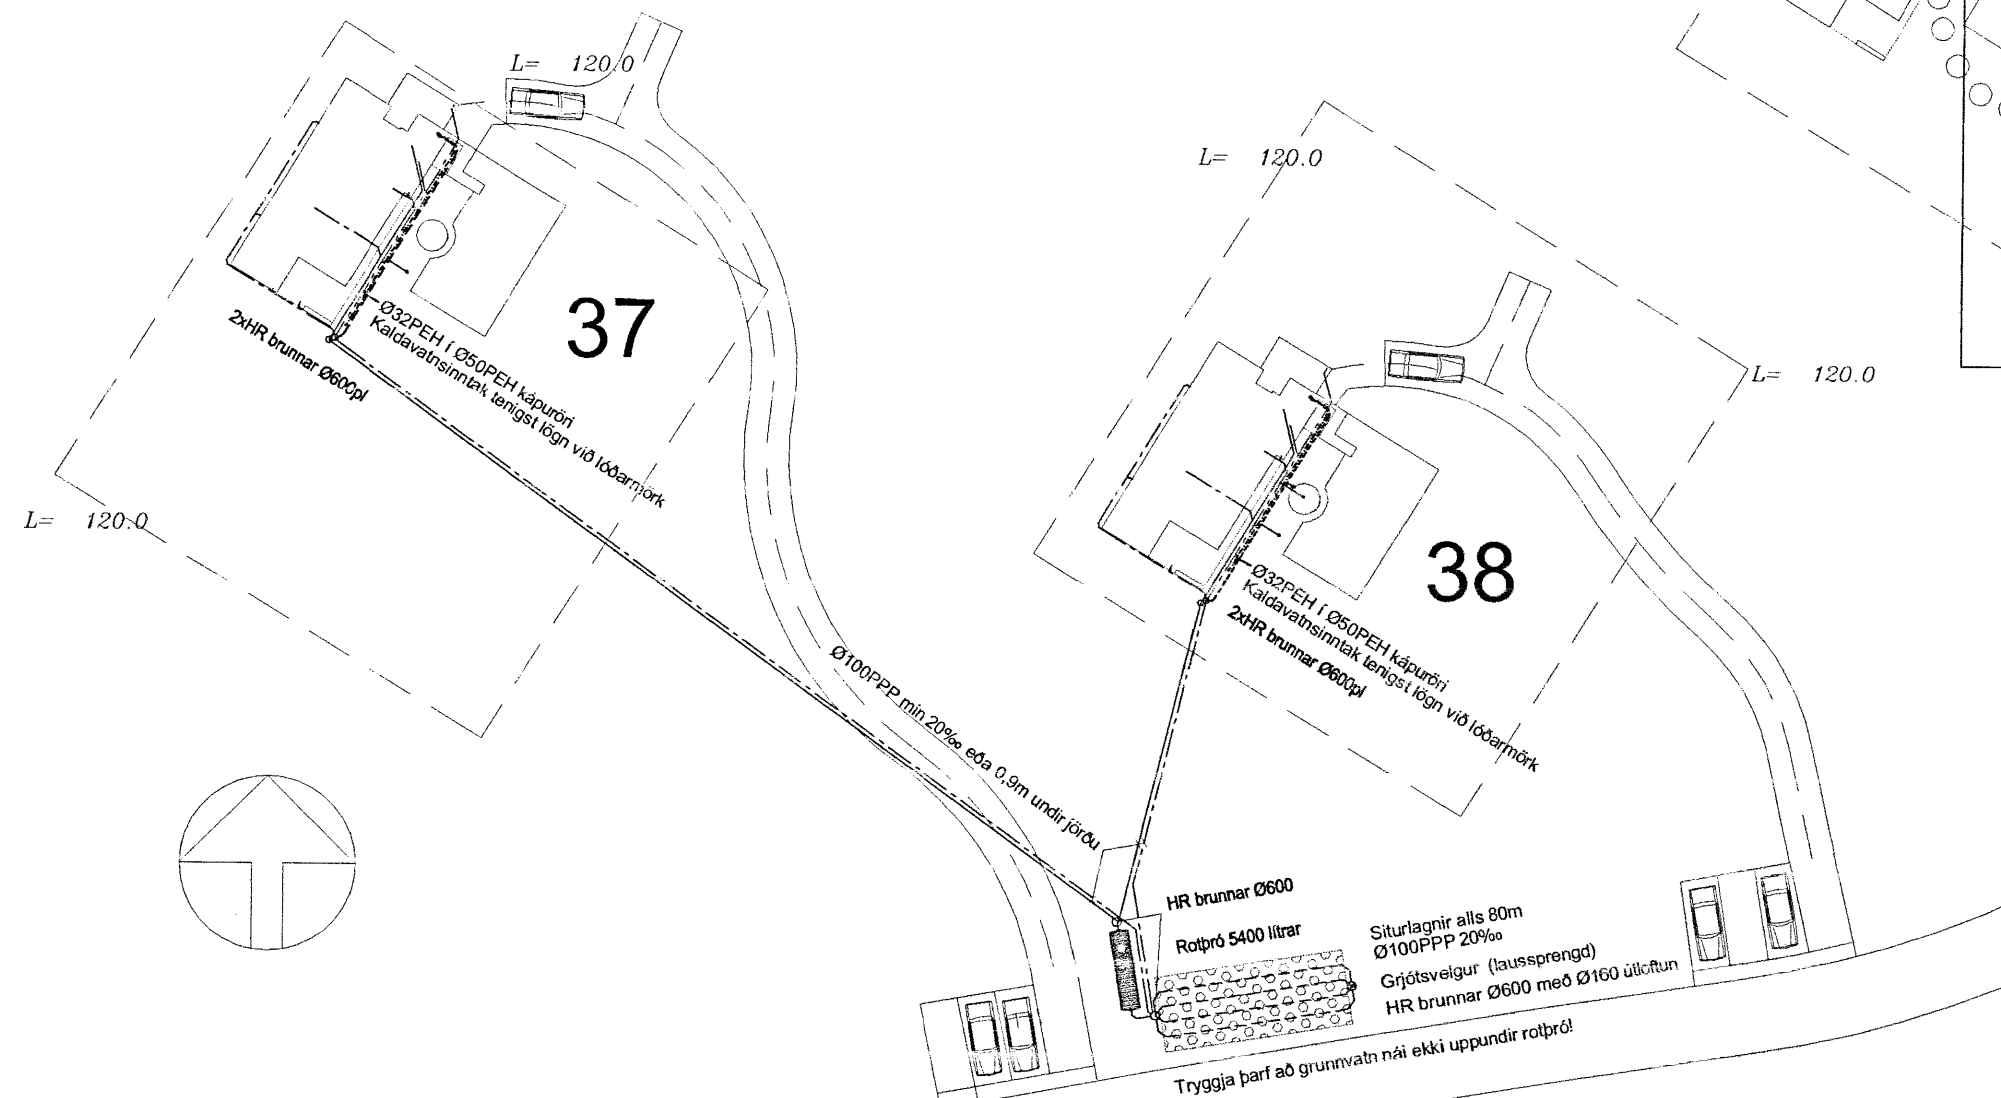 L= 120.0
L= 120.0
37
Ø32PEH í Ø50PEH kápuröri
Kaldavatnsinntak tenigst lögn við lóðarmörk
2xHR brunnar Ø600pl
L= 120.0
L= 120.0
38
Ø32PEH í Ø50PEH kápuröri
Kaldavatnsinntak tenigst lögn við lóðarmörk
2xHR brunnar Ø600pl
Ø100PPP min 20‰ eða 0,9m undir jörðu
HR brunnar Ø600
Rotþró 5400 lítrar
Siturlagnir alls 80m
Ø100PPP 20‰
Grjótsvelgur (laussprengd)
HR brunnar Ø600 með Ø160 útloftun
Tryggja þarf að grunnvatn nái ekki uppundir rotþró!